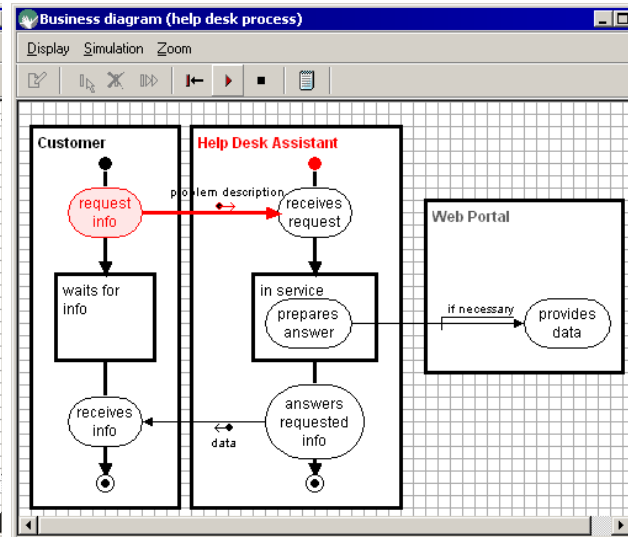 Business diagram (help desk process)
Display Simulation Zoom
Customer
Help Desk Assistant
problem description
request
info
receives
request
Web Portal
waits for
info
in service
prepares
answer
if necessary
provides
data
receives
info
answers
requested
info
data